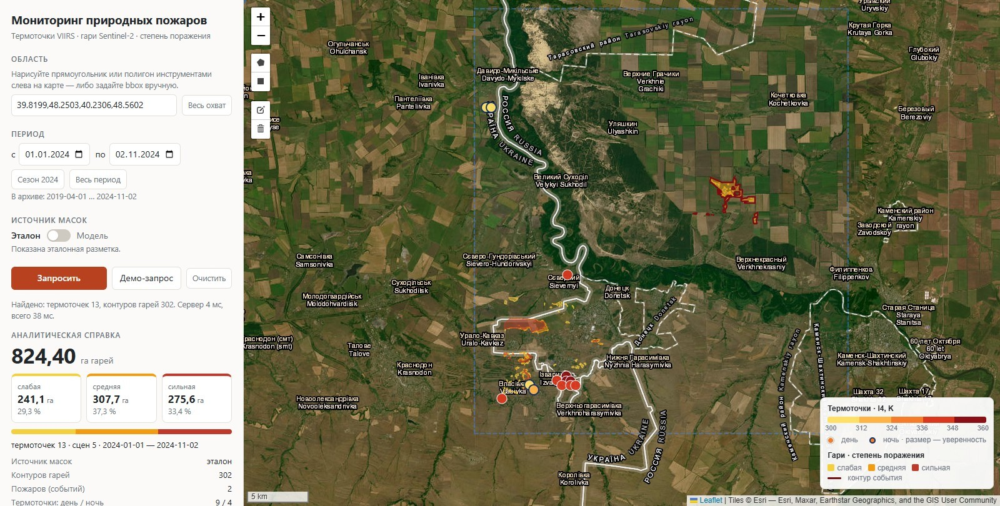 Мониторинг природных пожаров
Термоточки VIIRS · гари Sentinel-2 · степень поражения
ОБЛАСТЬ
Нарисуйте прямоугольник или полигон инструментами
слева на карте — либо задайте bbox вручную.
39.8199,48.2503,40.2306,48.5602
Весь охват
ПЕРИОД
с 01.01.2024 по 02.11.2024
Сезон 2024
Весь период
В архиве: 2019-04-01 … 2024-11-02
ИСТОЧНИК МАСОК
Эталон Модель
Показана эталонная разметка.
Запросить
Демо-запрос
Очистить
Найдено: термоточек 13, контуров гарей 302. Сервер 4 мс,
всего 38 мс.
АНАЛИТИЧЕСКАЯ СПРАВКА
824,40 га гарей
слабая
241,1 га
29,3 %
средняя
307,7 га
37,3 %
сильная
275,6 га
33,4 %
термоточек 13 · сцен 5 · 2024-01-01 — 2024-11-02
Источник масок эталон
Контуров гарей 302
Пожаров (событий) 2
Термоточки: день / ночь 9 / 4
+
−
Огульчанськ
Ohulchansk
Іванівка
Ivanivka
Пантеліївка
Panteliivka
Давидо-Микільське
Davydo-Mykilske
Тарасовский район Tarasovskiy rayon
Верхние Грачики
Verkhnie
Grachiki
Кочетковка
Kochetkovka
Uryvskiy
Крутая Горка
Krutaya Gorka
Глубокий
Glubokiy
Березовый
Berezoviy
Уляшкин
Ulyashkin
РОССИЯ RUSSIA
РАЇНА UKRAINE
Великий Суходіл
Velykyi Sukhodil
Каменский район
Kamenskiy
rayon
Заводской
Zavodskoy
Самсонівка
Samsonivka
Сєверо-Гундорівський
Sievero-Hundorivskyi
Sievernyi
Верхнекрасный
Verkhnekrasniy
Филиппенков
Filippenkov
Суходільськ
Sukhodilsk
Молодогвардійськ
Molodohvardiisk
Донецк
Donetsk
Донецк Donetsk
Старая Станица
Staraya
Stanitsa
Урало-Кавказ
Uralo-Kavkaz
раснодон (смт)
Krasnodon (smt)
Талове
Talove
Краснодон
Krasnodon
Нижня Гарасимівка
Nyzhnia Harasymivka
60 лет Октября
60 let
Oktyabrya
Каменск-Шахтинский
Kamensk-Shakhtinskiy
Каменский район Kamenskiy rayon
Каменск-Шахтинский
Новоолександрівка
Novooleksandrivka
Верхньогарасимівка
Verkhnoharasymivka
Шахта 32
Шахта 17
УКРАЇНА UKRAINE
РОССИЯ RUSSIA
Королівка
Korolivka
Термоточки · I4, K
300 312 324 336 348 360
день ночь · размер — уверенность
Гари · степень поражения
слабая средняя сильная
контур события
5 km
Leaflet | Tiles © Esri — Esri, Maxar, Earthstar Geographics, and the GIS User Community